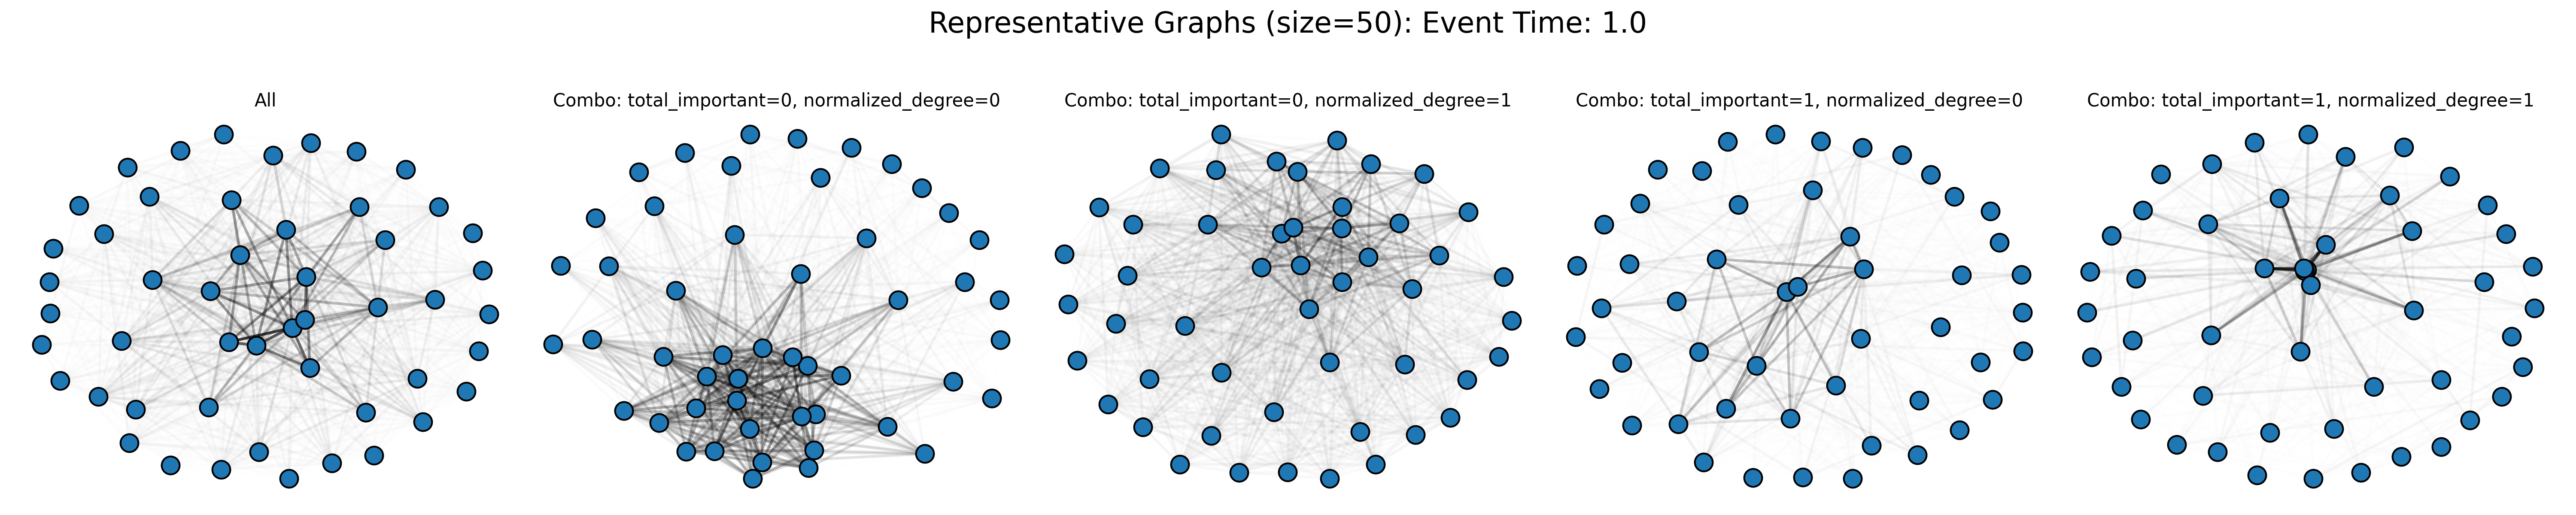 Representative Graphs (size=50): Event Time: 1.0
All
Combo: total_important=0, normalized_degree=0
Combo: total_important=0, normalized_degree=1
Combo: total_important=1, normalized_degree=0
Combo: total_important=1, normalized_degree=1